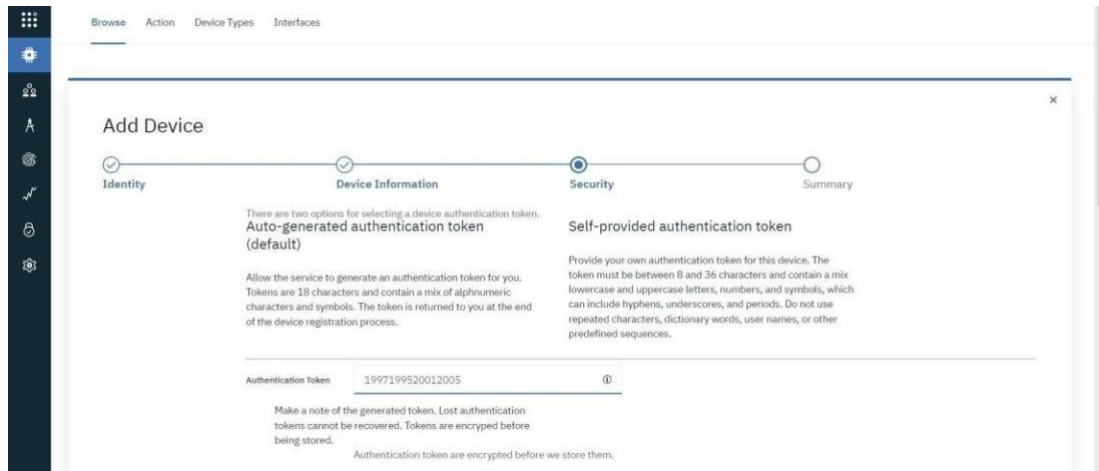 Browse Action Device Types Interfaces
Add Device
Identity Device Information Security Summary
There are two options for selecting a device authentication token.
Auto-generated authentication token
(default)
Allow the service to generate an authentication token for you.
Tokens are 18 characters and contain a mix of alphnumeric
characters and symbols. The token is returned to you at the end
of the device registration process.
Self-provided authentication token
Provide your own authentication token for this device. The
token must be between 8 and 36 characters and contain a mix
lowercase and uppercase letters, numbers, and symbols, which
can include hyphens, underscores, and periods. Do not use
repeated characters, dictionary words, user names, or other
predefined sequences.
Authentication Token 1997199520012005
Make a note of the generated token. Lost authentication
tokens cannot be recovered. Tokens are encryped before
being stored.
Authentication token are encrypted before we store them.